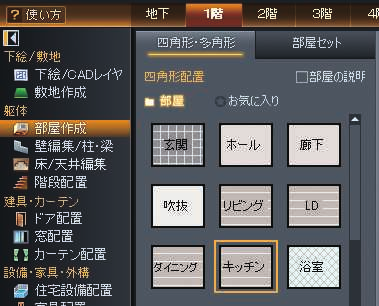 ? 使い方
地下 1階 2階 3階
四角形・多角形 部屋セット
下絵/敷地
下絵/CADレイヤ
敷地作成
四角形配置 部屋の説明
部屋 お気に入り
躯体
部屋作成
壁編集/柱・梁
床/天井編集
階段配置
建具・カーテン
ドア配置
窓配置
カーテン配置
設備・家具・外構
住宅設備配置
玄関 ホール 廊下
吹抜 リビング LD
ダイニング キッチン 浴室